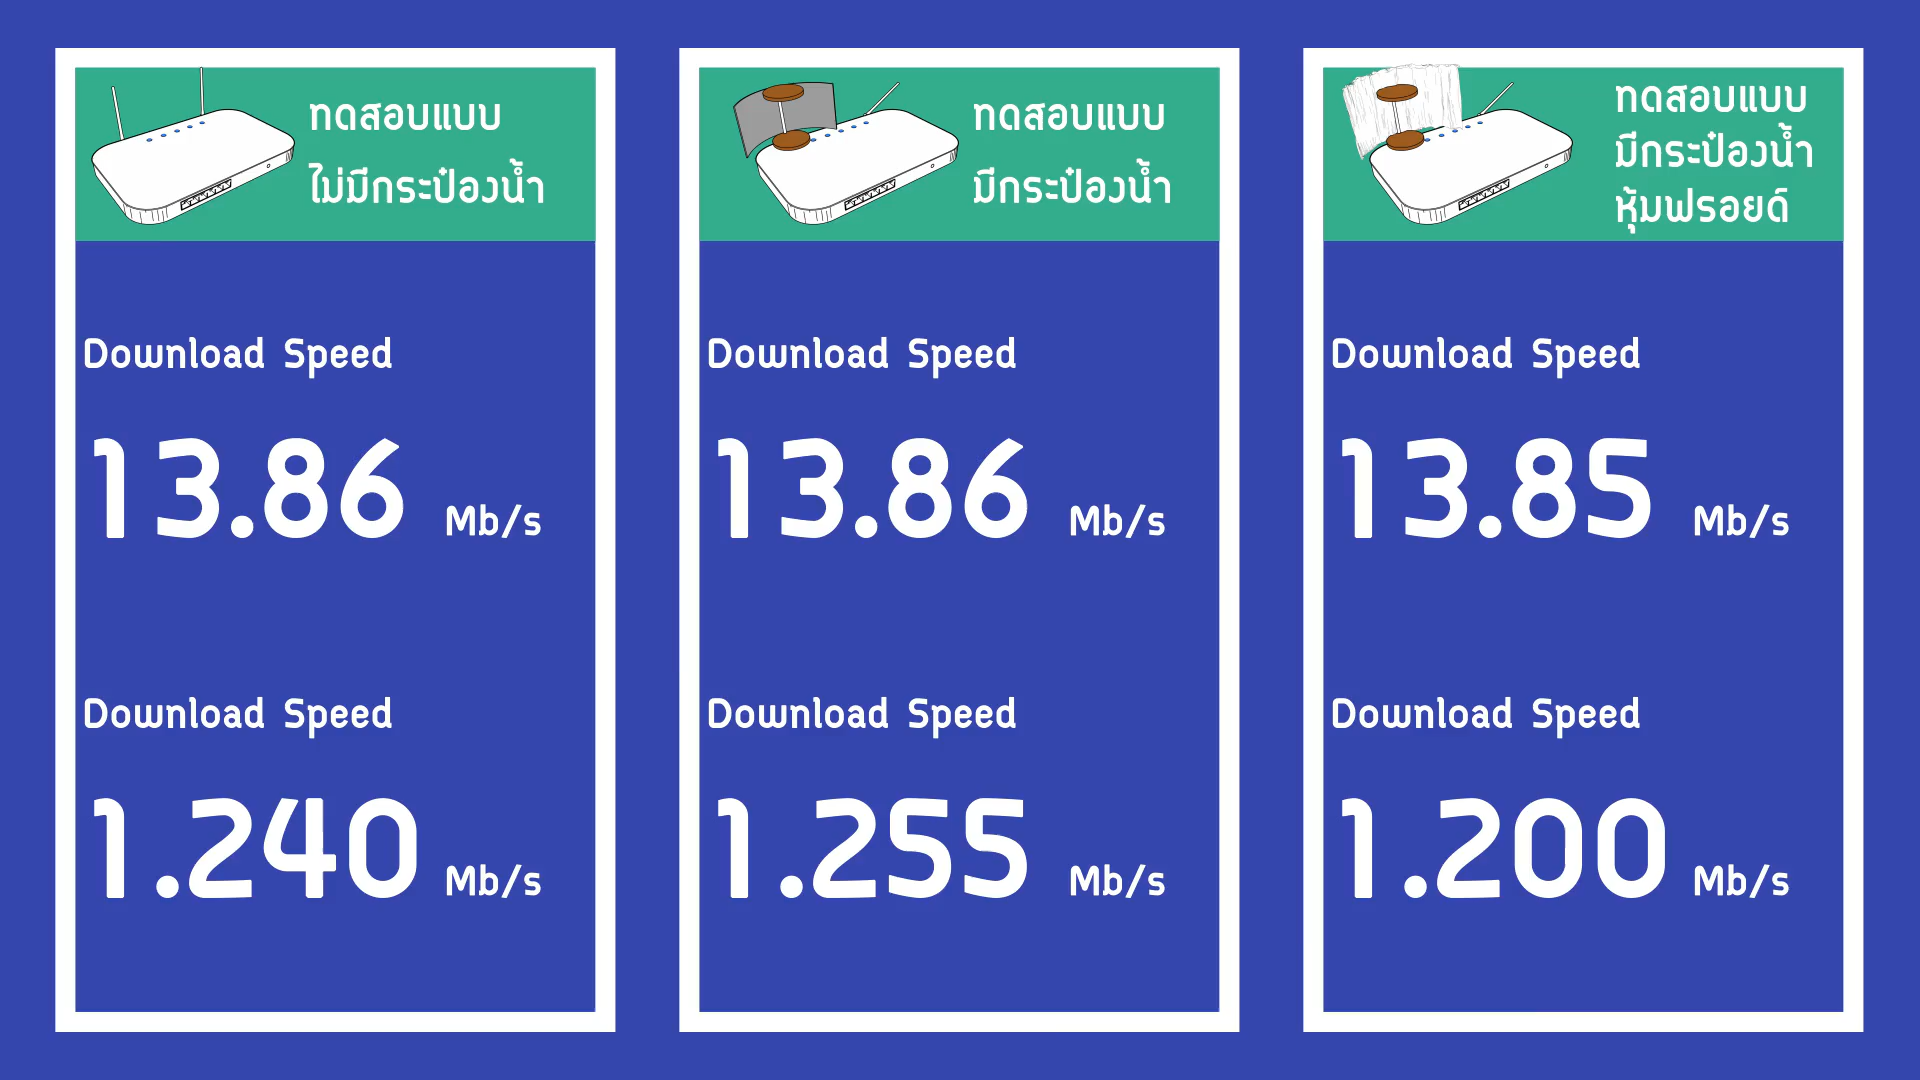 ทดสอบแบบ
ไม่มีกระป๋องน้ำ
Download Speed
13.86 Mb/s
Download Speed
1.240 Mb/s
ทดสอบแบบ
มีกระป๋องน้ำ
Download Speed
13.86 Mb/s
Download Speed
1.255 Mb/s
ทดสอบแบบ
มีกระป๋องน้ำ
หุ้มฟรอยด์
Download Speed
13.85 Mb/s
Download Speed
1.200 Mb/s